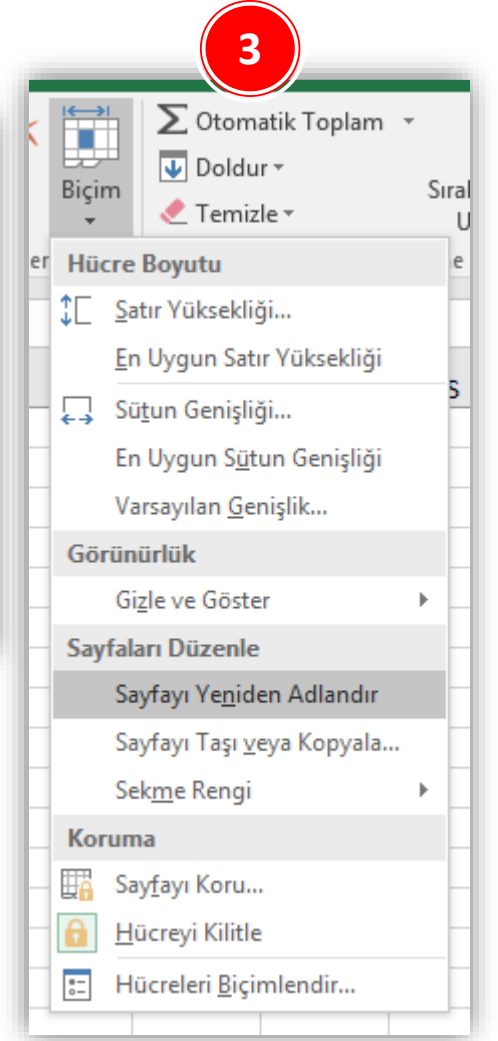 3
Σ Otomatik Toplam
Doldur
Biçim
Temizle
Hücre Boyutu
Satır Yüksekliği...
En Uygun Satır Yüksekliği
Sütun Genişliği...
En Uygun Sütun Genişliği
Varsayılan Genişlik...
Görünürlük
Gizle ve Göster
Sayfaları Düzenle
Sayfayı Yeniden Adlandır
Sayfayı Taşı veya Kopyala...
Sekme Rengi
Koruma
Sayfayı Koru...
Hücreyi Kilitle
Hücreleri Biçimlendir...